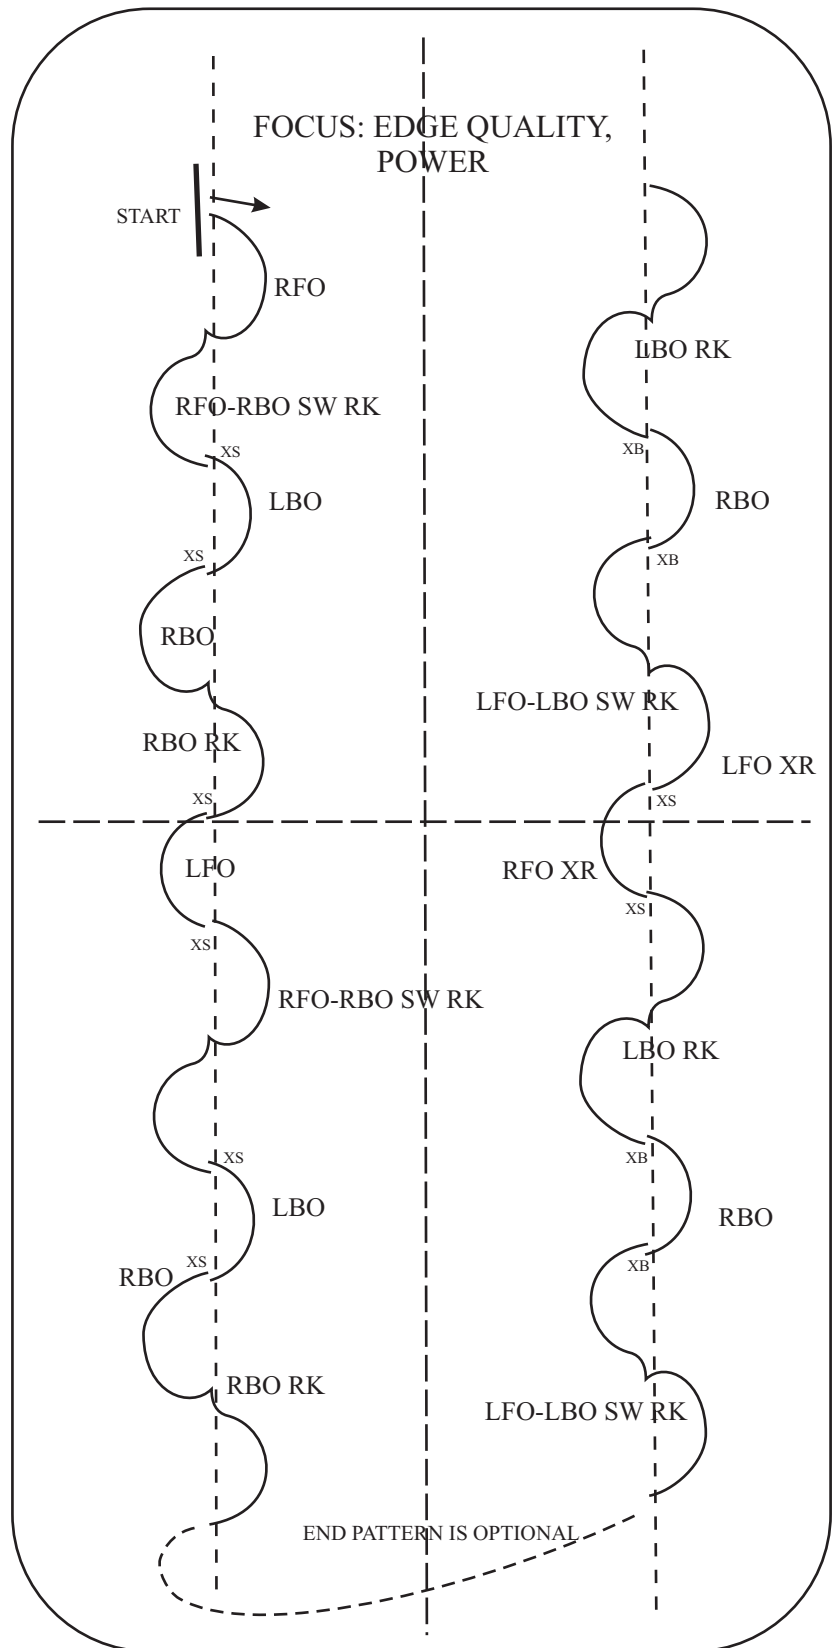 FOCUS: EDGE QUALITY,
POWER
START
RFO
RFO-RBO SW RK
XS
LBO
XS
RBO
RBO RK
XS
LFO
XS
RFO-RBO SW RK
XS
LBO
XS
RBO
RBO RK
END PATTERN IS OPTIONAL
LFO-LBO SW RK
XB
RBO
XB
LBO RK
XS
RFO XR
XS
LFO XR
LFO-LBO SW RK
XB
RBO
XB
LBO RK